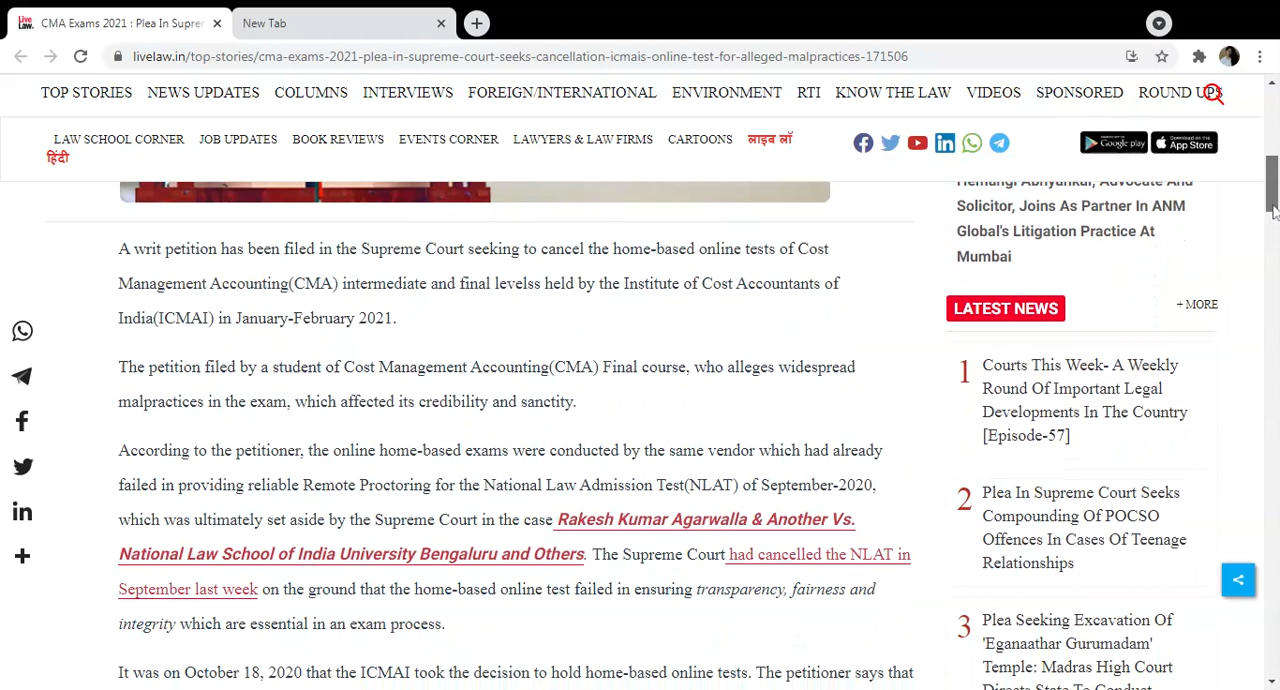 Live Law. CMA Exams 2021 : Plea In Suprer
New Tab
livelaw.in/top-stories/cma-exams-2021-plea-in-supreme-court-seeks-cancellation-icmais-online-test-for-alleged-malpractices-171506
TOP STORIES NEWS UPDATES COLUMNS INTERVIEWS FOREIGN/INTERNATIONAL ENVIRONMENT RTI KNOW THE LAW VIDEOS SPONSORED ROUND UPS
LAW SCHOOL CORNER JOB UPDATES BOOK REVIEWS EVENTS CORNER LAWYERS & LAW FIRMS CARTOONS लाइव लॉ
हिंदी
Google play
Download on the App Store
A writ petition has been filed in the Supreme Court seeking to cancel the home-based online tests of Cost
Management Accounting(CMA) intermediate and final levelss held by the Institute of Cost Accountants of
India(ICMAI) in January-February 2021.
The petition filed by a student of Cost Management Accounting(CMA) Final course, who alleges widespread
malpractices in the exam, which affected its credibility and sanctity.
According to the petitioner, the online home-based exams were conducted by the same vendor which had already
failed in providing reliable Remote Proctoring for the National Law Admission Test(NLAT) of September-2020,
which was ultimately set aside by the Supreme Court in the case Rakesh Kumar Agarwalla & Another Vs.
National Law School of India University Bengaluru and Others. The Supreme Court had cancelled the NLAT in
September last week on the ground that the home-based online test failed in ensuring transparency, fairness and
integrity which are essential in an exam process.
It was on October 18, 2020 that the ICMAI took the decision to hold home-based online tests. The petitioner says that
Hemangi Abhyankar, Advocate And
Solicitor, Joins As Partner In ANM
Global's Litigation Practice At
Mumbai
LATEST NEWS
+ MORE
1 Courts This Week- A Weekly
Round Of Important Legal
Developments In The Country
[Episode-57]
2 Plea In Supreme Court Seeks
Compounding Of POCSO
Offences In Cases Of Teenage
Relationships
3 Plea Seeking Excavation Of
'Eganaathar Gurumadam'
Temple: Madras High Court
Directs State To Conduct